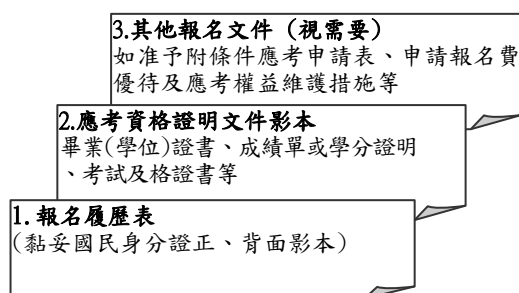 3.其他報名文件（視需要）
如准予附條件應考申請表、申請報名費
優待及應考權益維護措施等
2.應考資格證明文件影本
畢業(學位)證書、成績單或學分證明
、考試及格證書等
1.報名履歷表
(黏妥國民身分證正、背面影本)